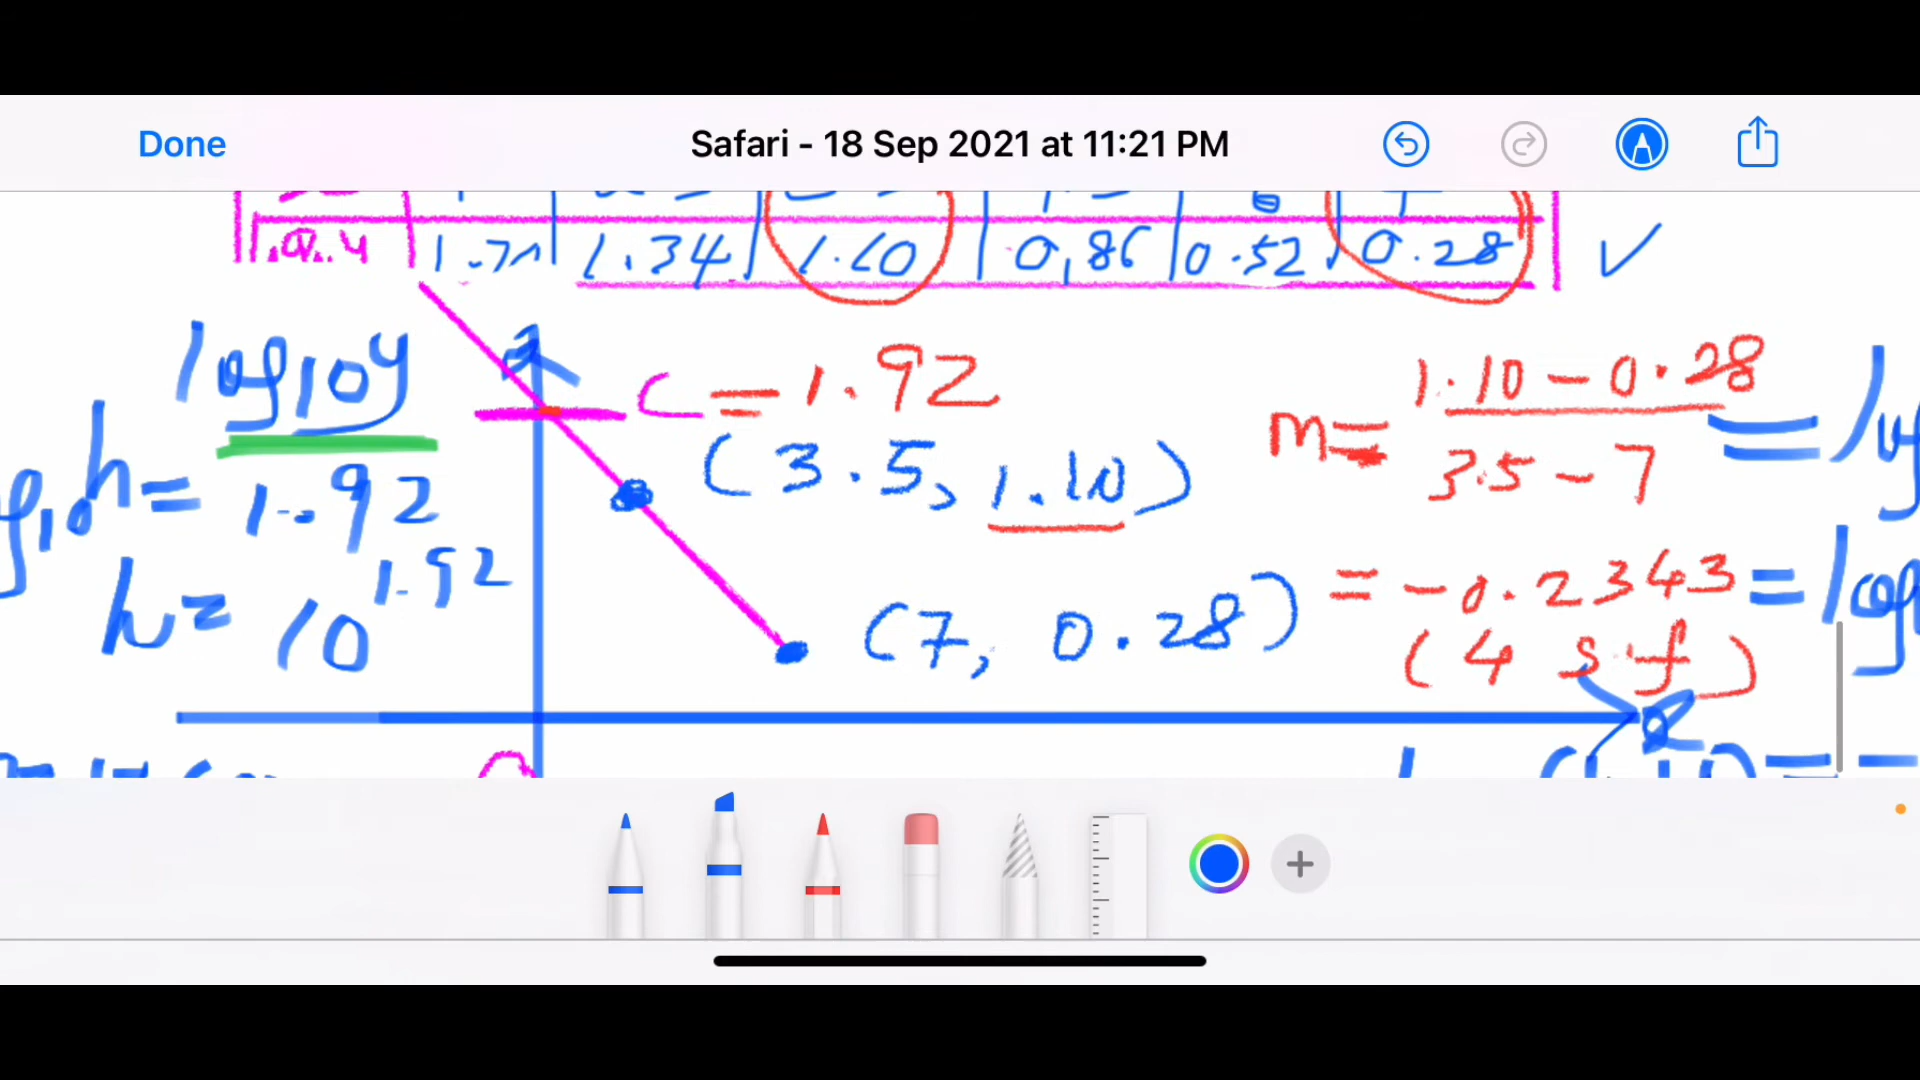 Done
Safari - 18 Sep 2021 at 11:21 PM
1.34 1.10 0.86 0.52 0.28
log10y
C = 1.92
(3.5, 1.10)
(7, 0.28)
m= 1.10 - 0.28
3.5 - 7
= -0.2343
(4 s.f)
h = 1.92
h = 10^1.92